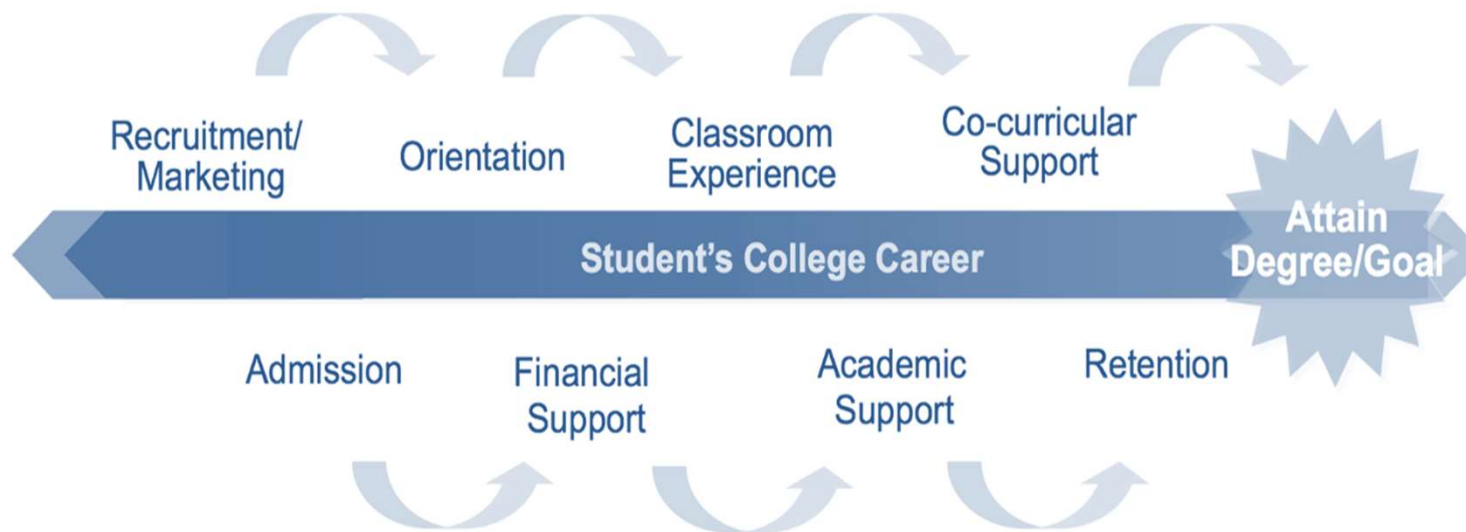 Recruitment/
Marketing
Orientation
Classroom
Experience
Co-curricular
Support
Student’s College Career
Attain
Degree/Goal
Admission
Financial
Support
Academic
Support
Retention